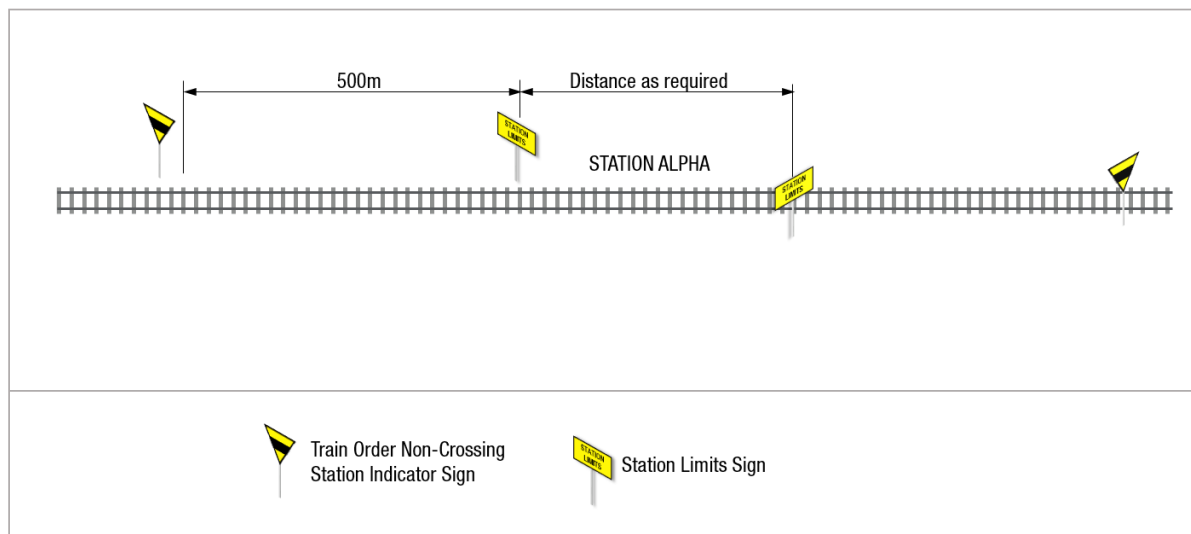 500m
Distance as required
STATION
LIMITS
STATION ALPHA
STATION
LIMITS
Train Order Non-Crossing
Station Indicator Sign
STATION
LIMITS
Station Limits Sign